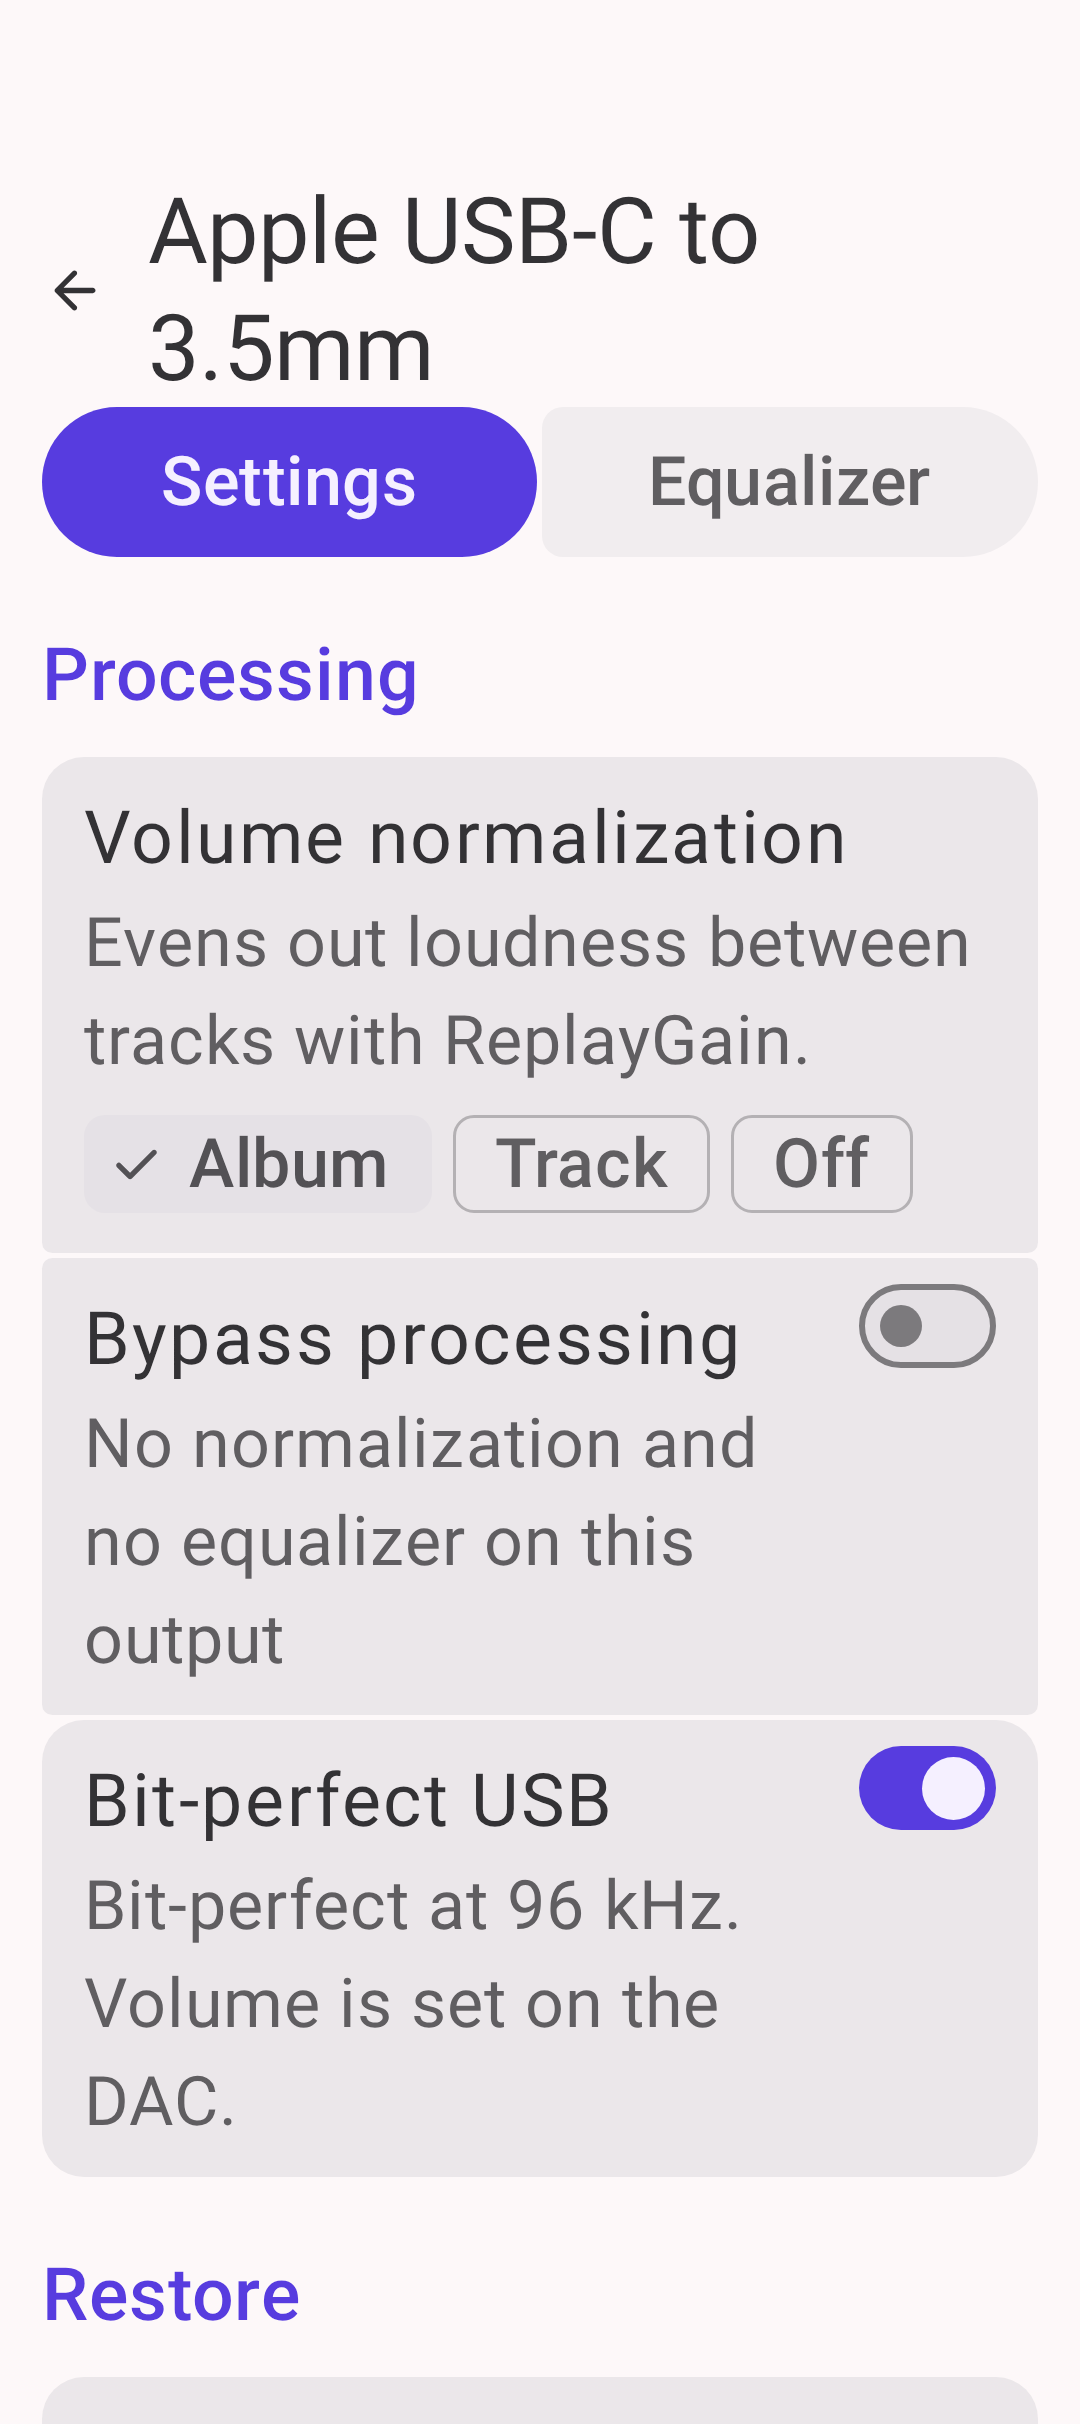 Apple USB-C to
3.5mm
Settings
Equalizer
Processing
Volume normalization
Evens out loudness between
tracks with ReplayGain.
Album
Track
Off
Bypass processing
No normalization and
no equalizer on this
output
Bit-perfect USB
Bit-perfect at 96 kHz.
Volume is set on the
DAC.
Restore